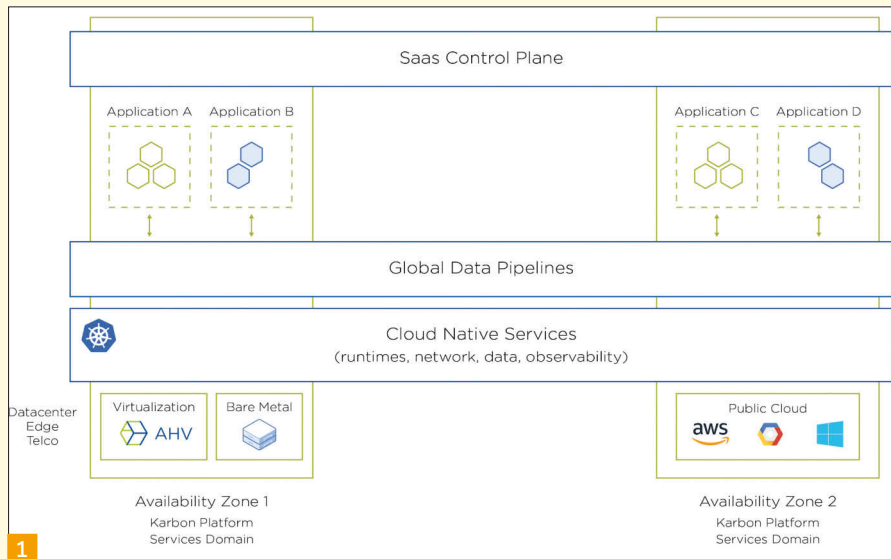 Saas Control Plane
Application A
Application B
Application C
Application D
Global Data Pipelines
Cloud Native Services
(runtimes, network, data, observability)
Datacenter
Edge
Telco
Virtualization
AHV
Bare Metal
Public Cloud
aws
Availability Zone 1
Karbon Platform
Services Domain
Availability Zone 2
Karbon Platform
Services Domain
1